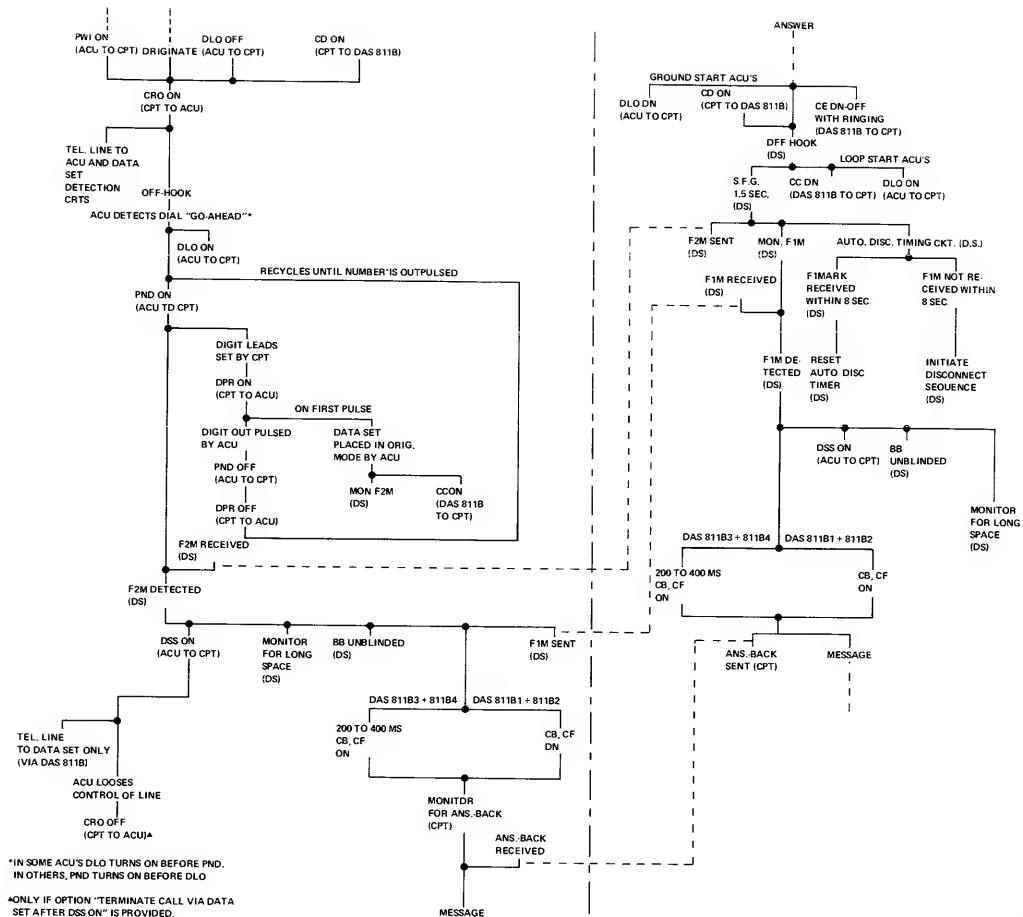 PWI ON
(ACU TO CPT)
DRIGINATE
DLO OFF
(ACU TO CPT)
CD ON
(CPT TO DAS 811B)
CRO ON
(CPT TO ACU)
TEL. LINE TO
ACU AND DATA
SET
DETECTION
CRTS
OFF-HOOK
ACU DETECTS DIAL "GO-AHEAD"*
DLO ON
(ACU TO CPT)
RECYCLES UNTIL NUMBER IS OUTPULSED
PND ON
(ACU TD CPT)
DIGIT LEADS
SET BY CPT
DPR ON
(CPT TO ACU)
ON FIRST PULSE
DIGIT OUT PULSED
BY ACU
DATA SET
PLACED IN ORIG.
MODE BY ACU
PND OFF
(ACU TO CPT)
MON F2M
(DS)
CCON
(DAS 811B
TO CPT)
DPR OFF
(CPT TO ACU)
F2M RECEIVED
(DS)
F2M DETECTED
(DS)
DSS ON
(ACU TO CPT)
MONITOR
FOR LONG
SPACE
(DS)
BB UNBLINDED
(DS)
F1M SENT
(DS)
DAS 811B3 + 811B4
DAS 811B1 + 811B2
200 TO 400 MS
CB, CF
ON
CB, CF
DN
TEL. LINE
TO DATA SET ONLY
(VIA DAS 811B)
ACU LOOSES
CONTROL OF LINE
CRO OFF
(CPT TO ACU)▲
MONITDR
FOR ANS.-BACK
(CPT)
ANS.-BACK
RECEIVED
MESSAGE
*IN SOME ACU'S DLO TURNS ON BEFORE PND.
IN OTHERS, PND TURNS ON BEFORE DLO
▲ONLY IF OPTION "TERMINATE CALL VIA DATA
SET AFTER DSS ON" IS PROVIDED.
ANSWER
GROUND START ACU'S
DLO DN
(ACU TO CPT)
CD ON
(CPT TO DAS 811B)
CE DN-OFF
WITH RINGING
(DAS 811B TO CPT)
DFF HOOK
(DS)
LOOP START ACU'S
S.F.G.
1.5 SEC.
(DS)
CC DN
(DAS 811B TO CPT)
DLO ON
(ACU TO CPT)
F2M SENT
(DS)
MON. F1M
(DS)
AUTO. DISC. TIMING CKT. (D.S.)
F1M RECEIVED
(DS)
F1MARK
RECEIVED
WITHIN 8 SEC.
(DS)
F1M NOT RE-
CEIVED WITHIN
8 SEC.
F1M DE-
TECTED
(DS)
RESET
AUTO DISC
TIMER
(DS)
INITIATE
DISCONNECT
SEQUENCE
(DS)
DSS ON
(ACU TO CPT)
BB
UNBLINDED
(DS)
MONITOR
FOR LONG
SPACE
(DS)
DAS 811B3 + 811B4
DAS 811B1 + 811B2
200 TO 400 MS
CB, CF
ON
CB, CF
ON
ANS.-BACK
SENT (CPT)
MESSAGE